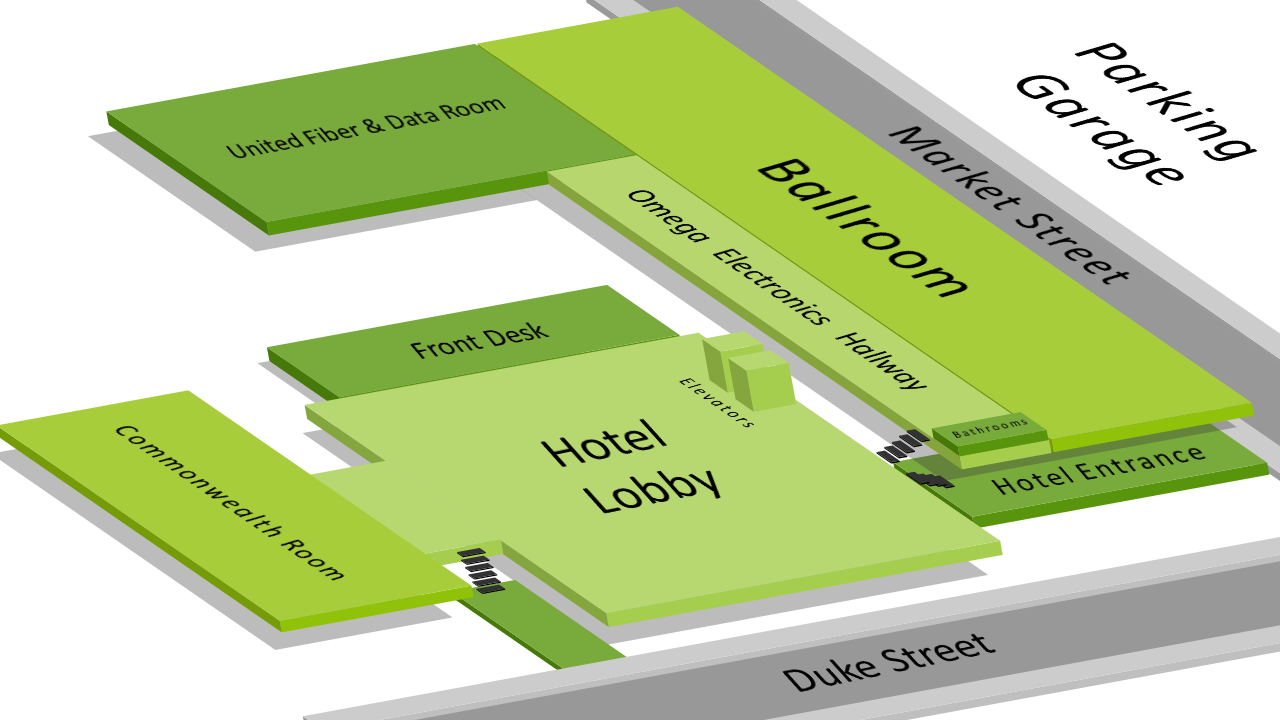 Parking
Garage
United Fiber & Data Room
Market Street
Ballroom
Omega Electronics Hallway
Front Desk
Elevators
Hotel
Lobby
Bathrooms
Hotel Entrance
Commonwealth Room
Duke Street